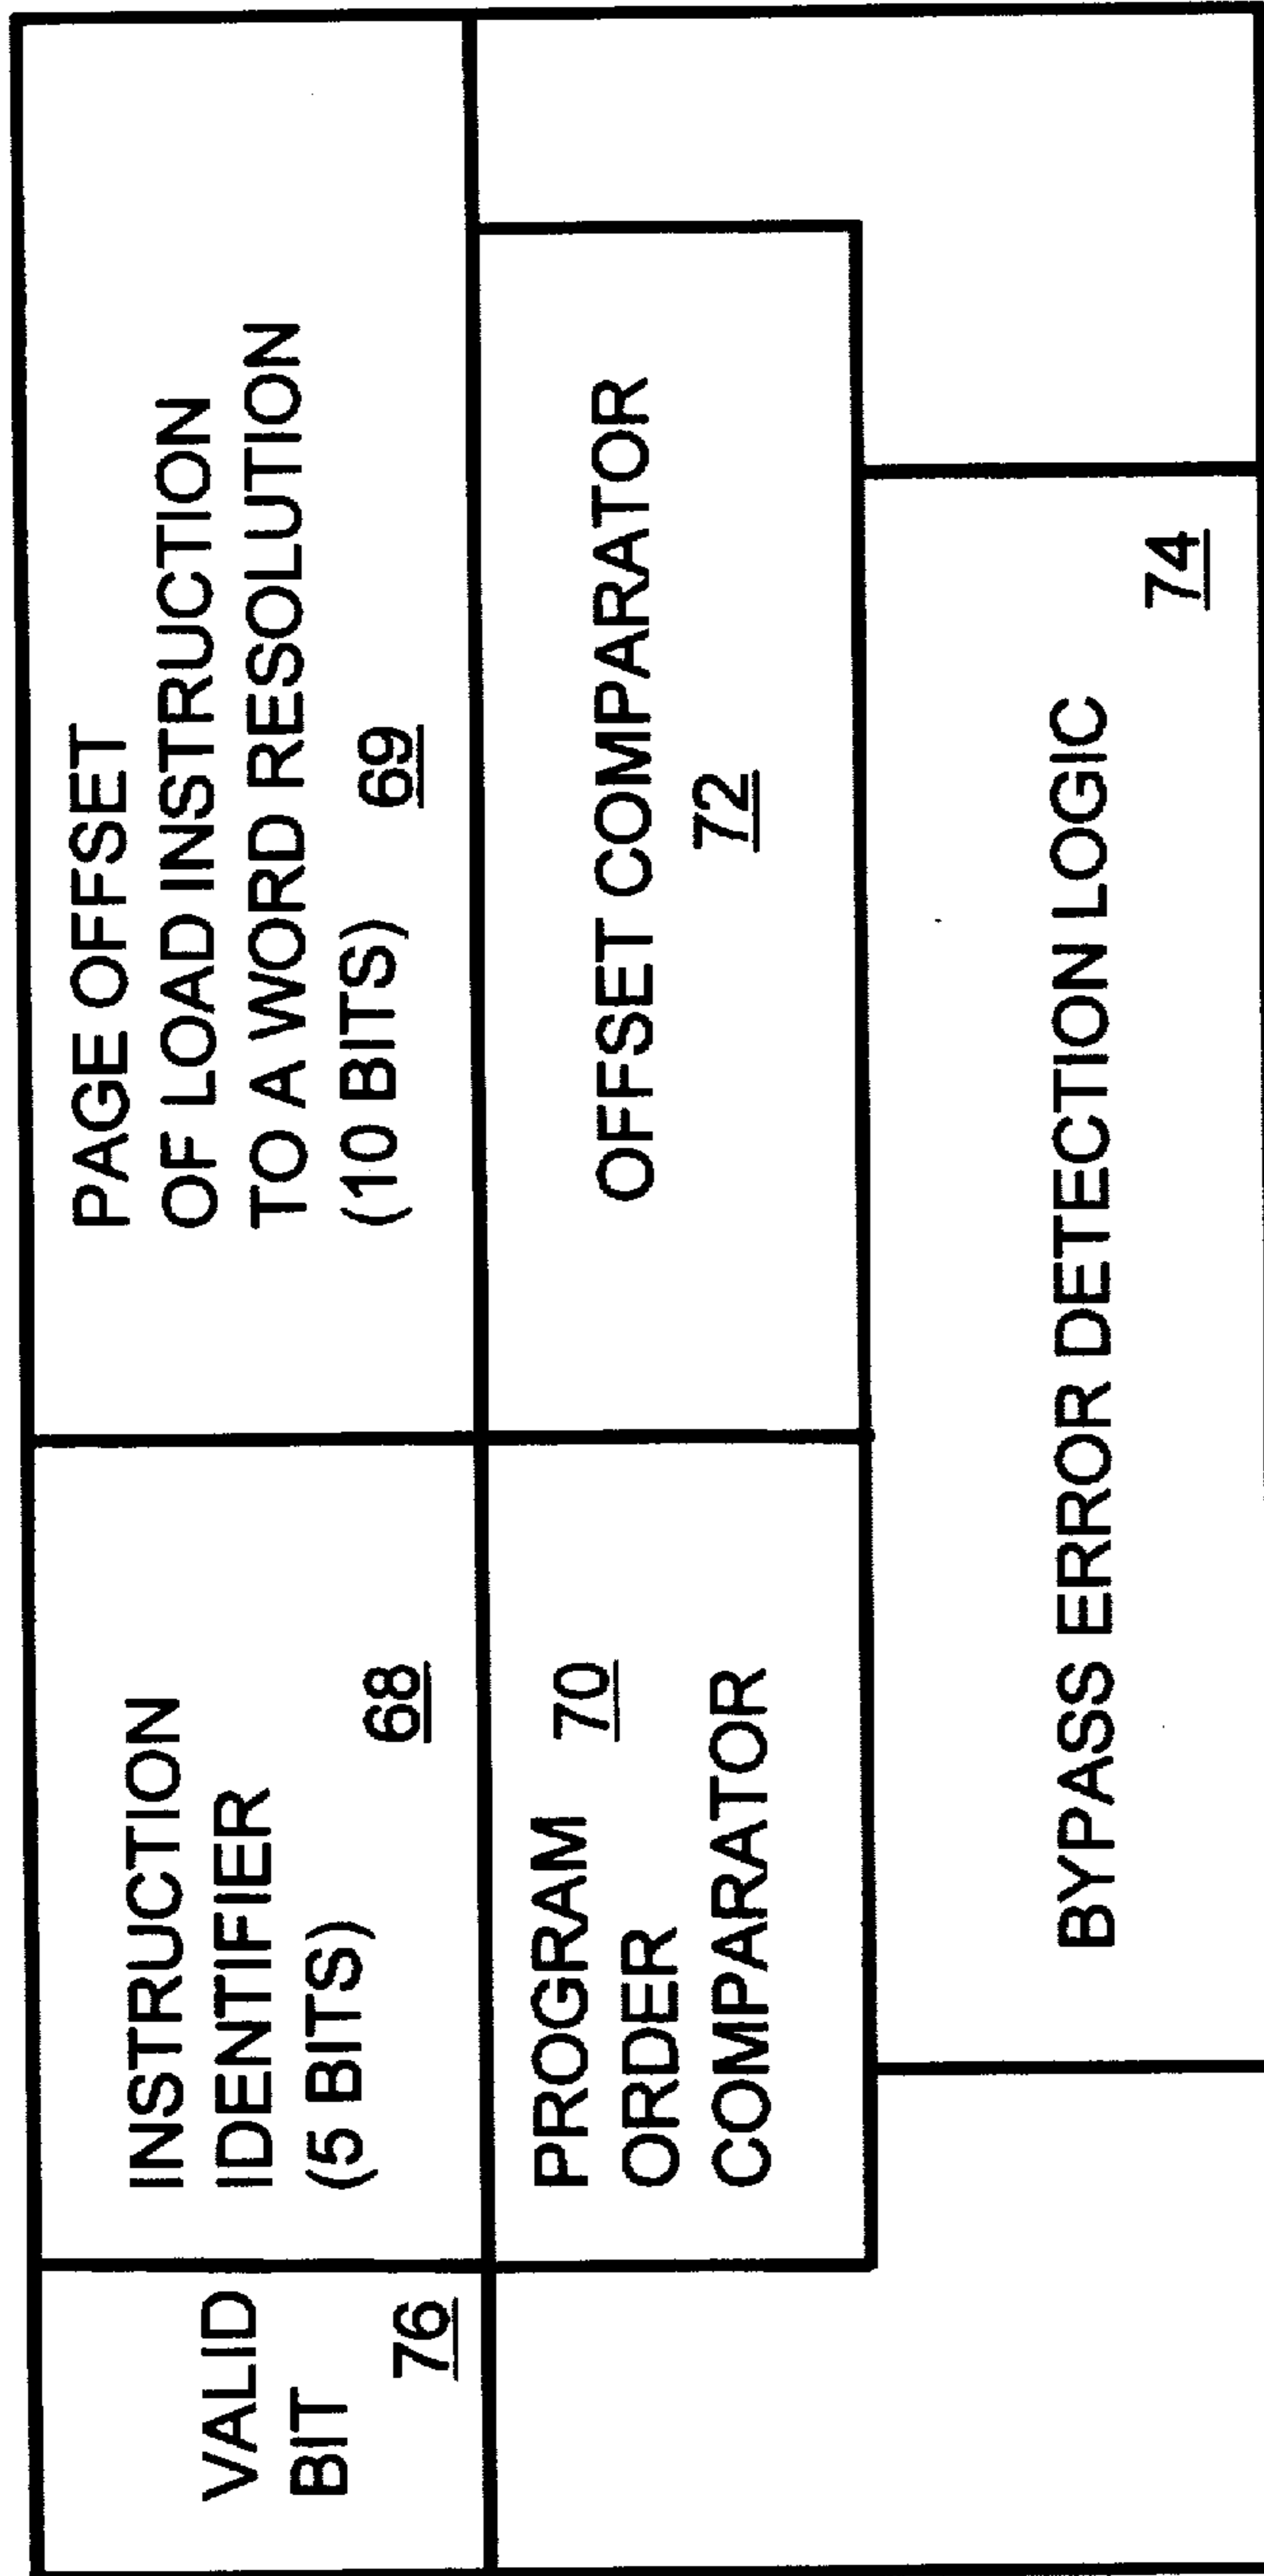 VALID
BIT
76
INSTRUCTION
IDENTIFIER
(5 BITS)
68
PAGE OFFSET
OF LOAD INSTRUCTION
TO A WORD RESOLUTION
(10 BITS) 69
PROGRAM 70
ORDER
COMPARATOR
OFFSET COMPARATOR
72
BYPASS ERROR DETECTION LOGIC
74